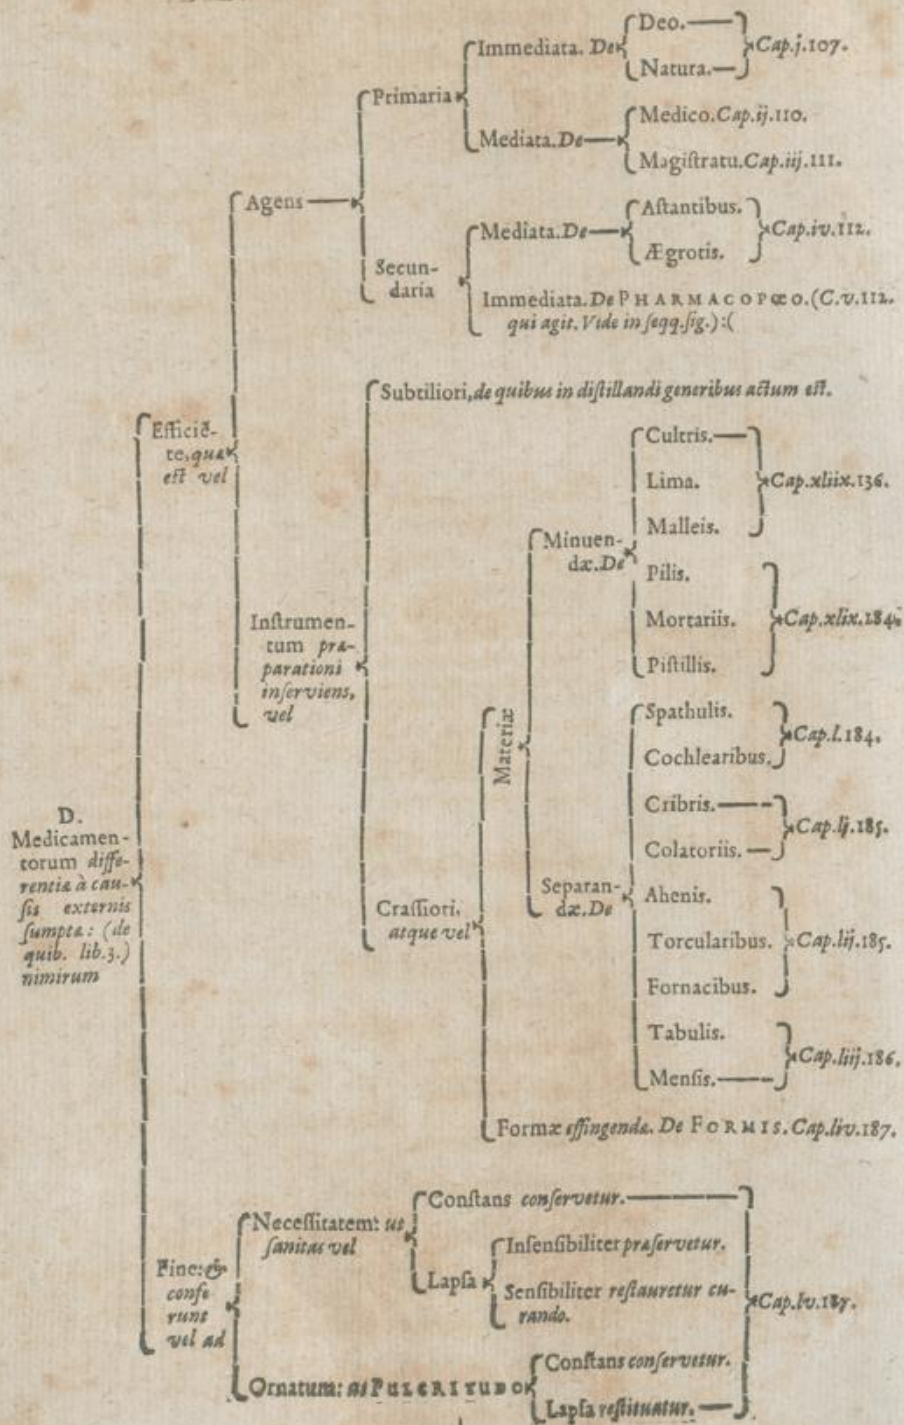 Deo.
Immediata. De
Cap.j.107.
Natura.
Primaria
Medico. Cap.ij.110.
Mediata. De
Magiſtratu. Cap.iij.111.
Agens
Aſtantibus.
Mediata. De
Cap.iv.112.
Ægrotis.
Secun-
daria
Immediata. De PHARMACOPŒO. (C.v.112.
qui agit. Vide in ſeqq. fig.) :(
Subtiliori, de quibus in diſtillandi generibus actum eſt.
Efficiē-
te, quæ
eſt vel
Cultris.
Lima.
Cap.xliix.136.
Malleis.
Minuen-
dæ. De
Pilis.
Inſtrumen-
tum præ-
parationi
inſerviens,
vel
Mortariis.
Cap.xlix.184.
Piſtillis.
Materiæ
Spathulis.
Cap.l.184.
Cochlearibus.
Cribris.
Cap.lj.185.
Colatoriis.
Separan-
dæ. De
Ahenis.
Torcularibus.
Cap.lij.185.
Fornacibus.
Craſſiori,
atque vel
Tabulis.
Cap.liij.186.
Menſis.
Formæ effingendæ. De FORMIS. Cap.liv.187.
D.
Medicamen-
torum diffe-
rentiæ à cau-
ſis externis
ſumptæ: (de
quib. lib.3.)
nimirum
Conſtans conſervetur.
Neceſſitatem: ut
ſanitas vel
Inſenſibiliter præſervetur.
Lapſa
Senſibiliter reſtauretur cu-
rando.
Fine: &
confe
runt
vel ad
Cap.lv.187.
Conſtans conſervetur.
Ornatum: ut PULCRITUDO
Lapſa reſtituatur.